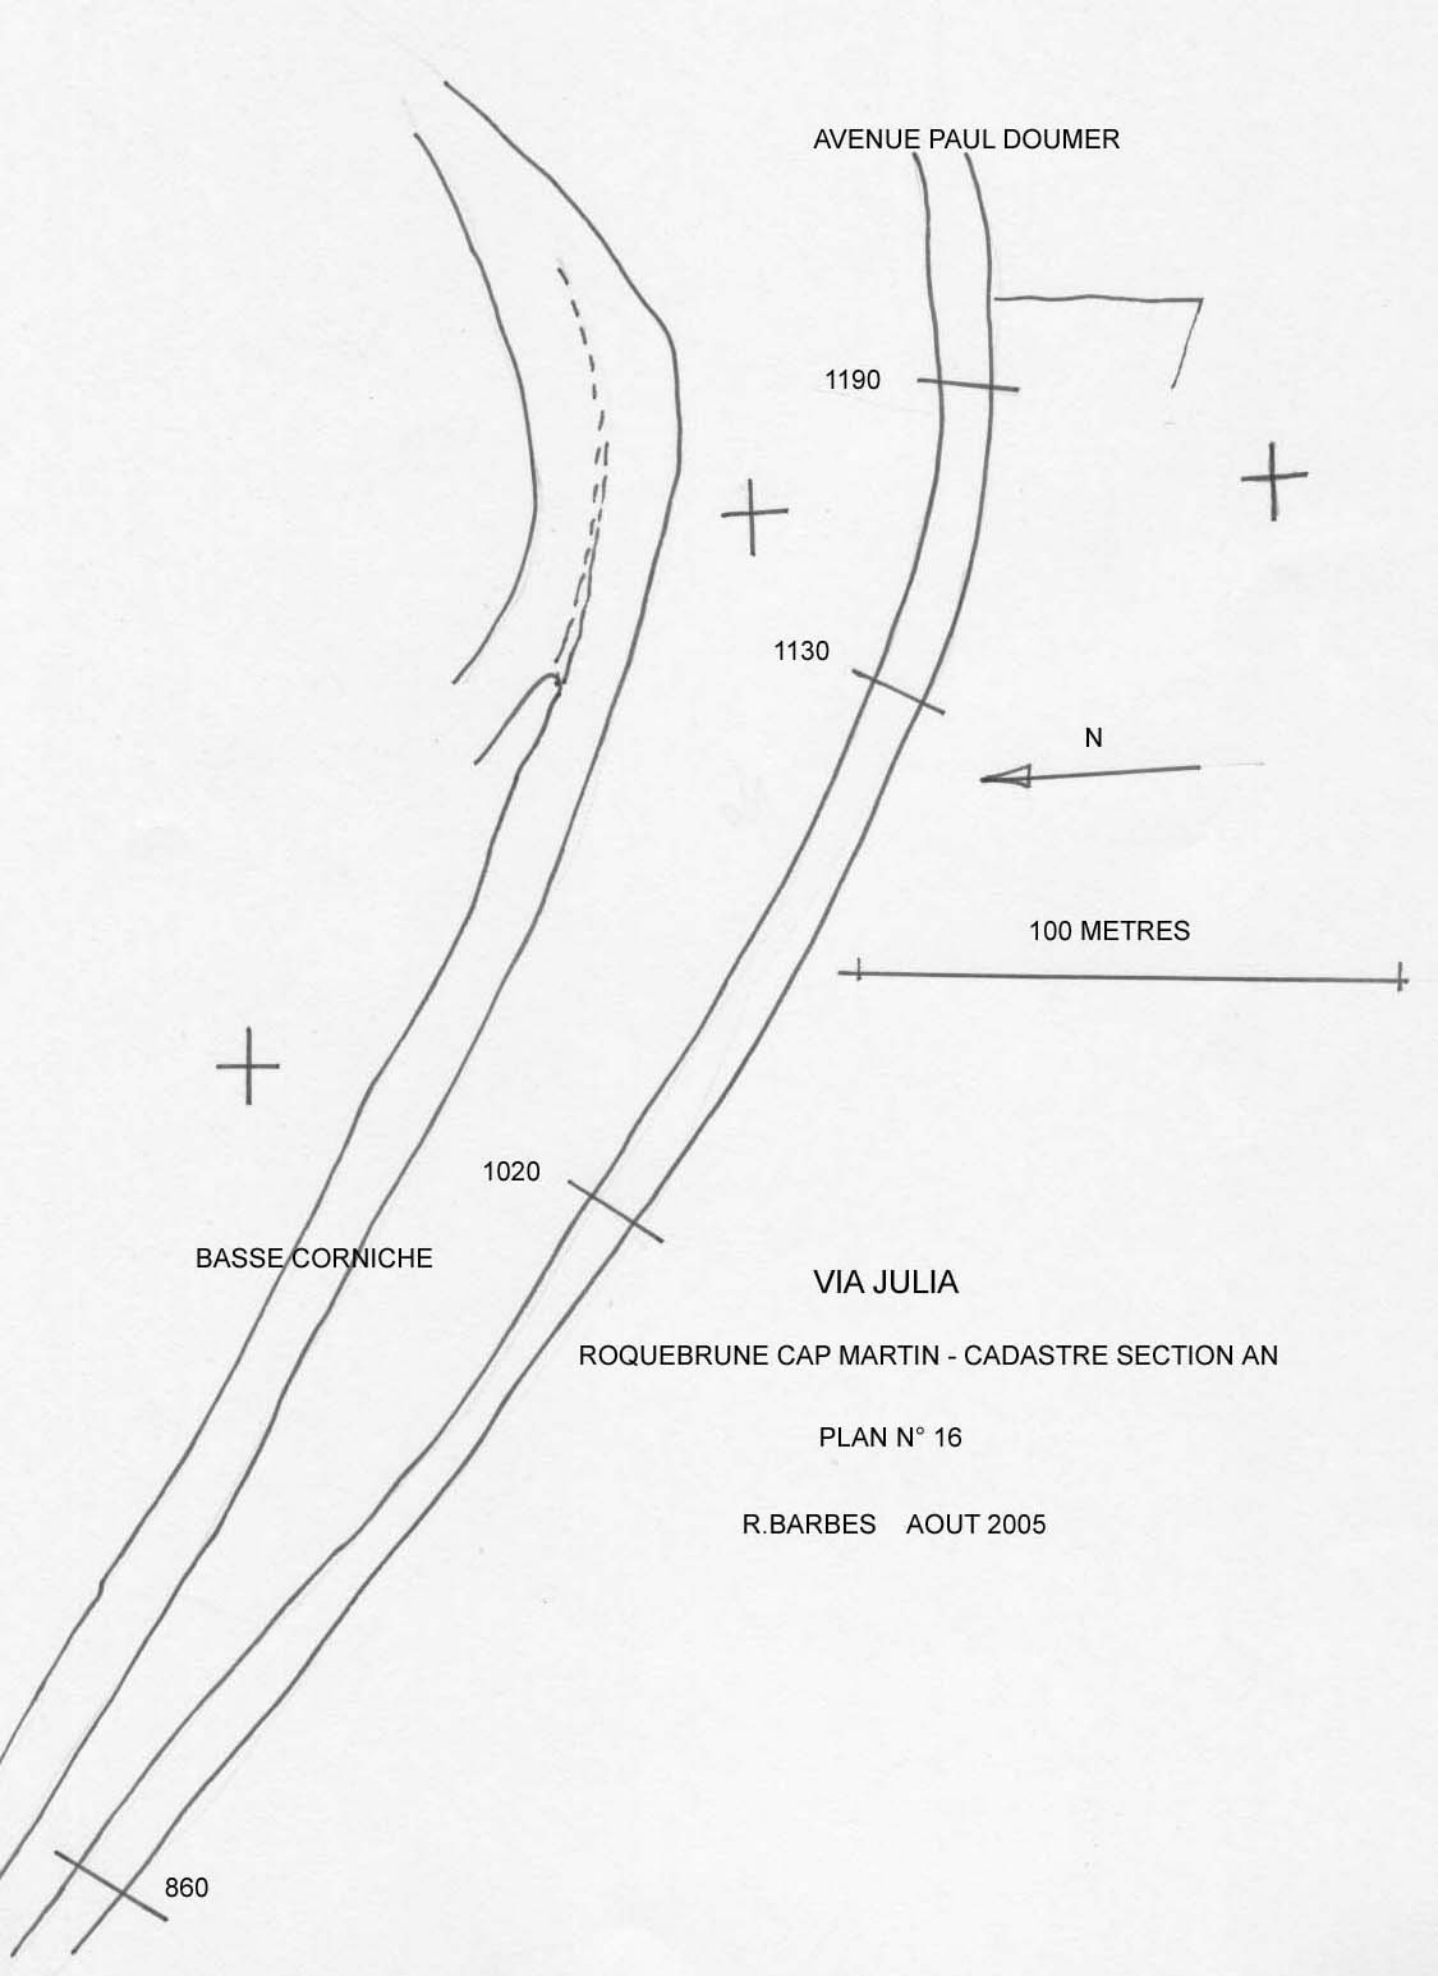 AVENUE PAUL DOUMER
1190
1130
N
100 METRES
1020
BASSE CORNICHE
VIA JULIA
ROQUEBRUNE CAP MARTIN - CADASTRE SECTION AN
PLAN N° 16
R.BARBES AOUT 2005
860